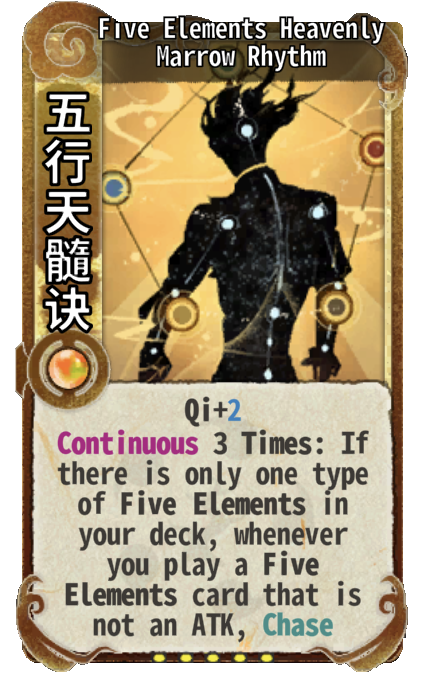 Five Elements Heavenly
Marrow Rhythm
五行天髓诀
Qi+2
Continuous 3 Times: If
there is only one type
of Five Elements in
your deck, whenever
you play a Five
Elements card that is
not an ATK, Chase